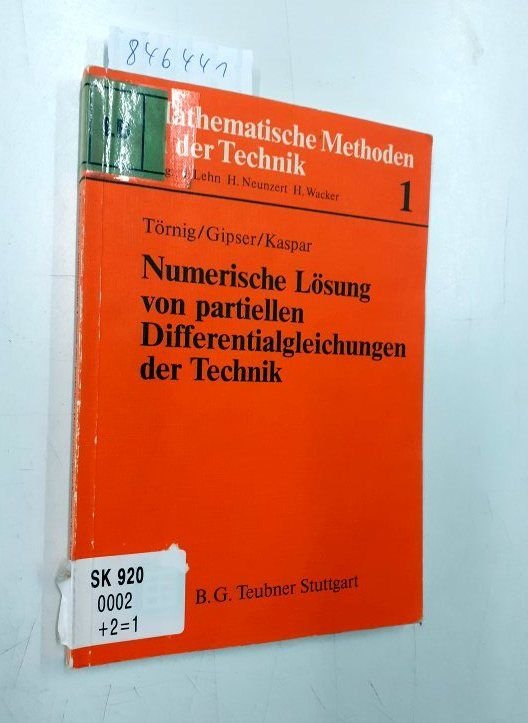 846441
Mathematische Methoden
der Technik
Lehn H. Neunzert H. Wacker
1
Törnig/Gipser/Kaspar
Numerische Lösung
von partiellen
Differentialgleichungen
der Technik
SK 920
0002
+2=1
B. G. Teubner Stuttgart